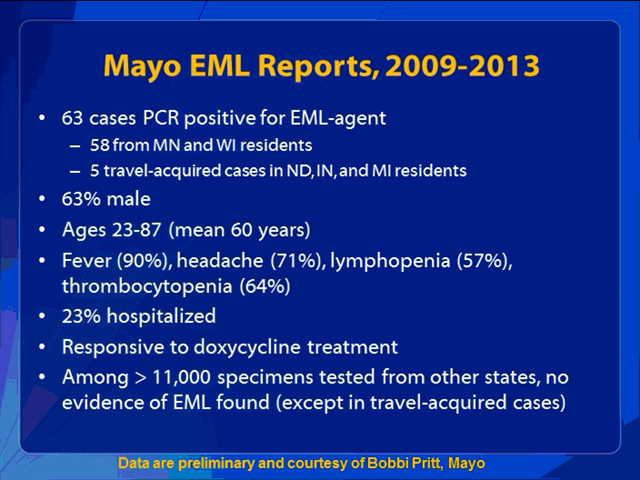 Mayo EML Reports, 2009-2013
• 63 cases PCR positive for EML-agent
– 58 from MN and WI residents
– 5 travel-acquired cases in ND, IN, and MI residents
• 63% male
• Ages 23-87 (mean 60 years)
• Fever (90%), headache (71%), lymphopenia (57%),
thrombocytopenia (64%)
• 23% hospitalized
• Responsive to doxycycline treatment
• Among > 11,000 specimens tested from other states, no
evidence of EML found (except in travel-acquired cases)
Data are preliminary and courtesy of Bobbi Pritt, Mayo